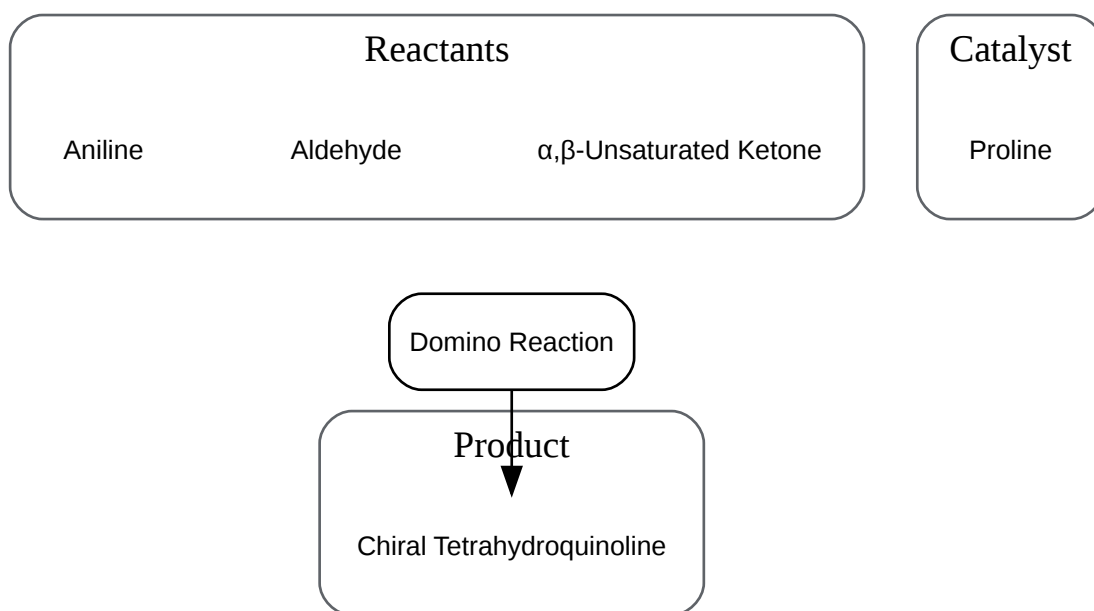 Reactants
Catalyst
Aniline
Aldehyde
α,β-Unsaturated Ketone
Proline
Domino Reaction
Product
Chiral Tetrahydroquinoline